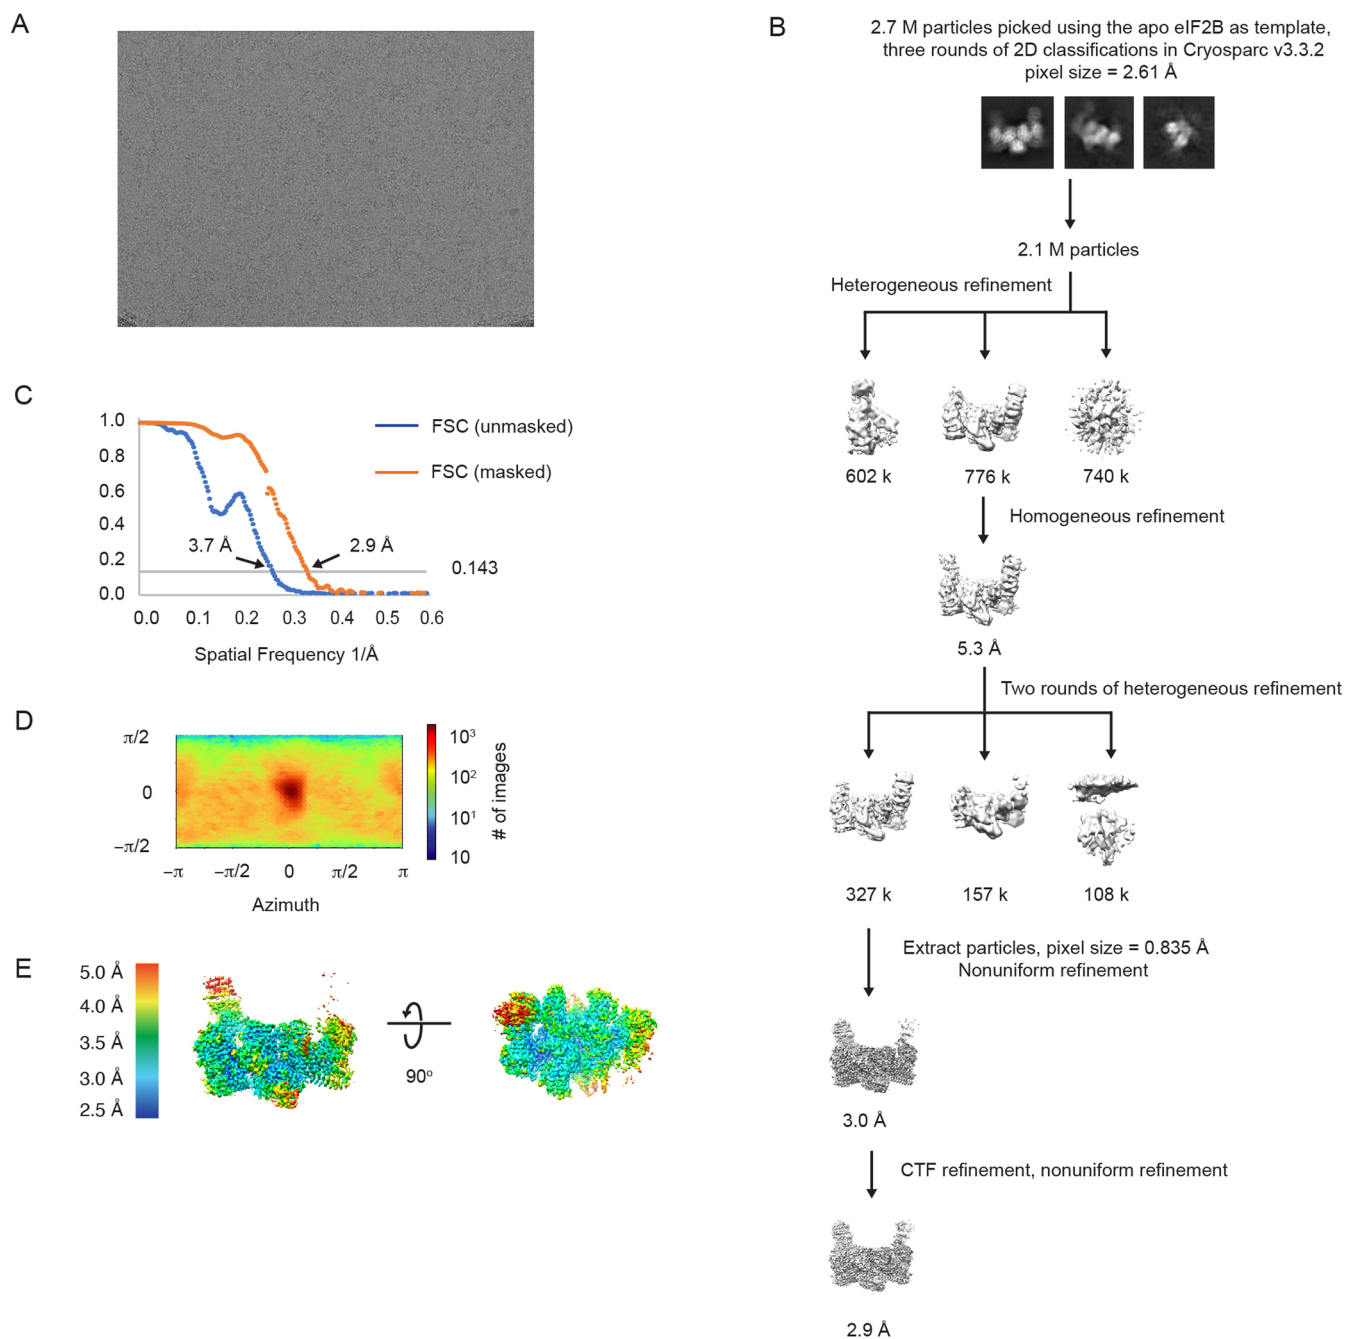 A
B
2.7 M particles picked using the apo eIF2B as template,
three rounds of 2D classifications in Cryosparc v3.3.2
pixel size = 2.61 Å
2.1 M particles
Heterogeneous refinement
602 k
776 k
740 k
Homogeneous refinement
5.3 Å
Two rounds of heterogeneous refinement
327 k
157 k
108 k
Extract particles, pixel size = 0.835 Å
Nonuniform refinement
3.0 Å
CTF refinement, nonuniform refinement
2.9 Å
C
1.0
0.8
0.6
0.4
0.2
0.0
FSC (unmasked)
FSC (masked)
3.7 Å
2.9 Å
0.143
0.0 0.1 0.2 0.3 0.4 0.5 0.6
Spatial Frequency 1/Å
D
π/2
0
−π/2
−π −π/2 0 π/2 π
Azimuth
10³
10²
10¹
10
# of images
E
5.0 Å
4.0 Å
3.5 Å
3.0 Å
2.5 Å
90°